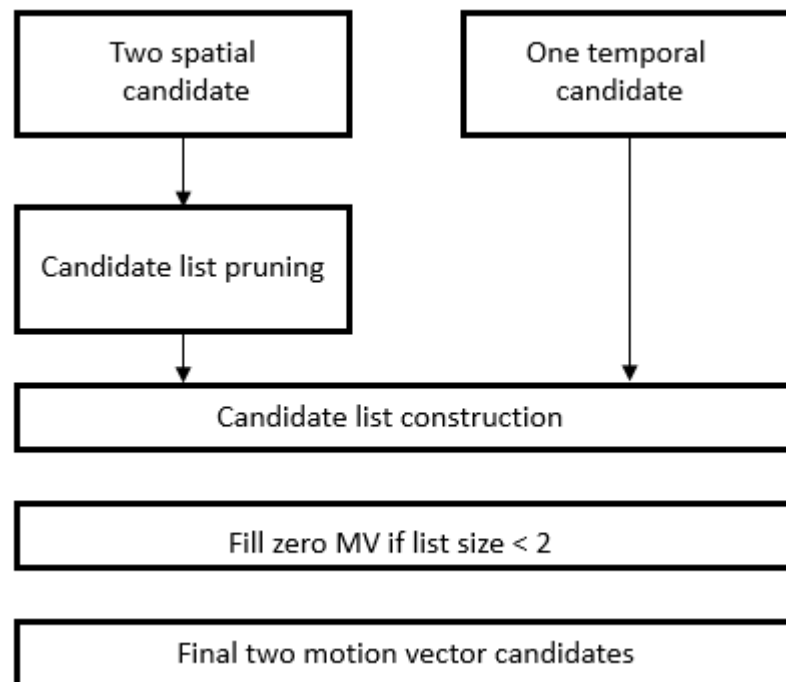 Two spatial
candidate
One temporal
candidate
Candidate list pruning
Candidate list construction
Fill zero MV if list size < 2
Final two motion vector candidates